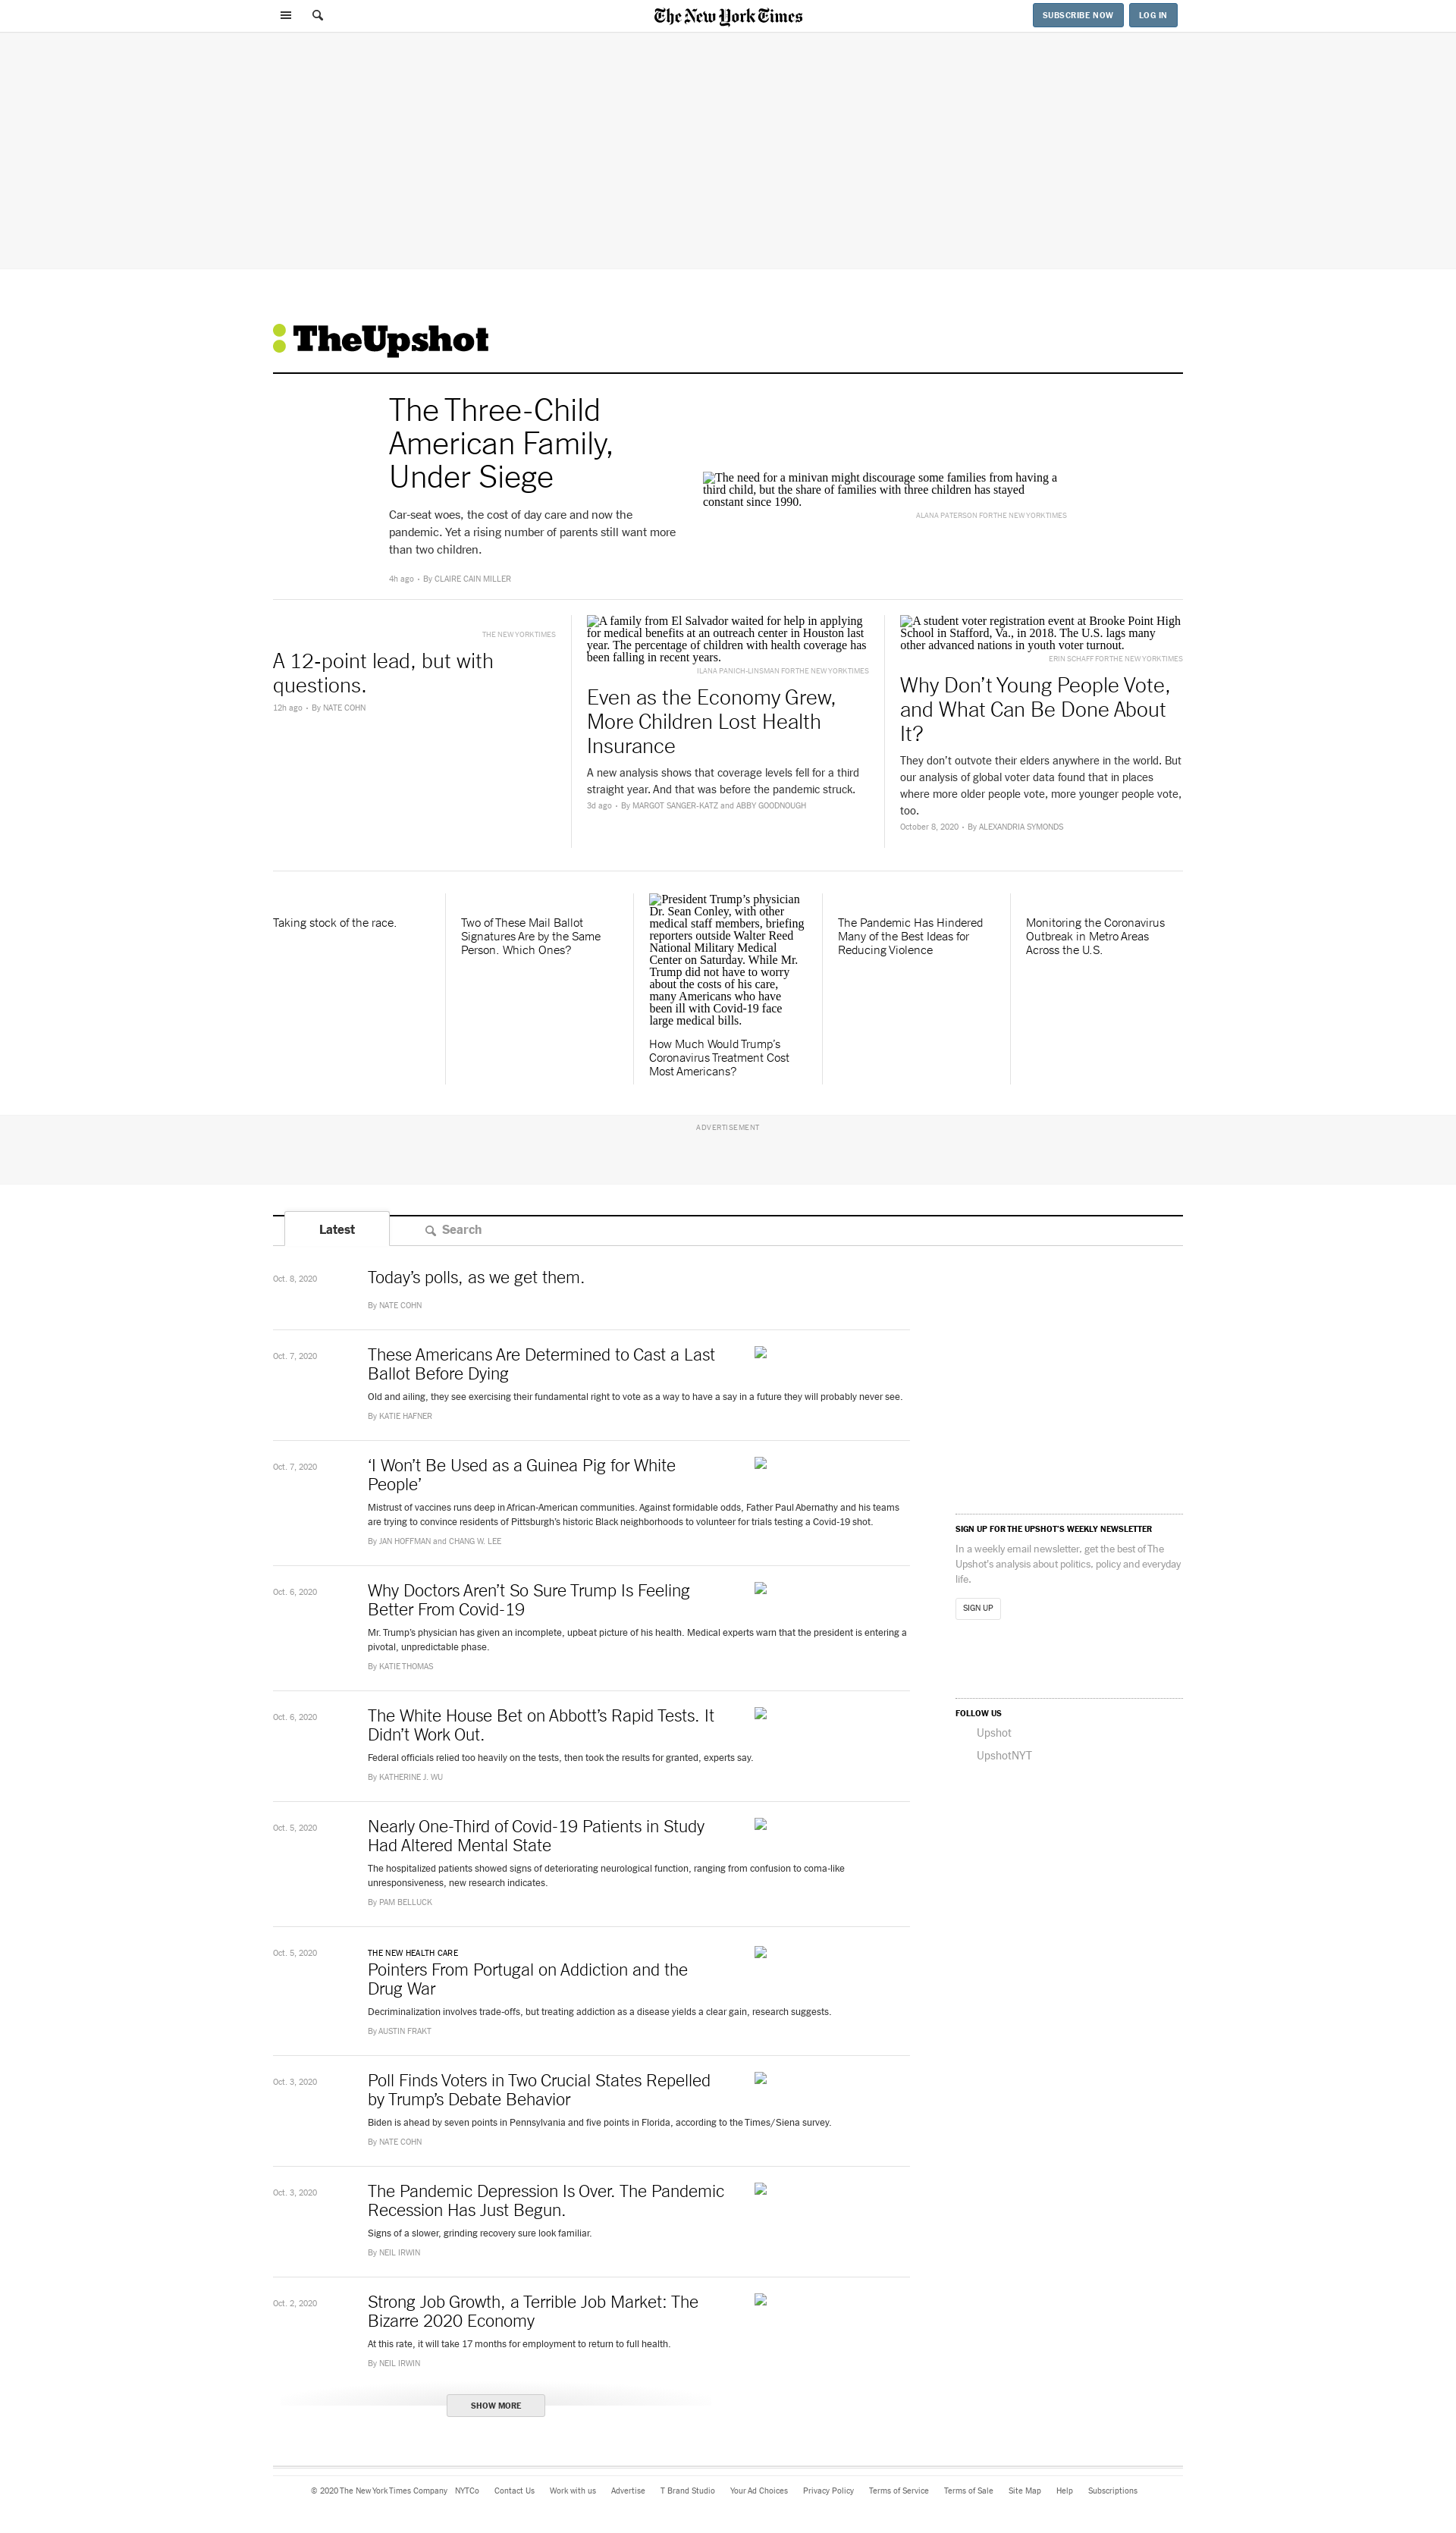 The New York Times
SUBSCRIBE NOW
LOG IN
TheUpshot
The Three-Child
American Family,
Under Siege
Car-seat woes, the cost of day care and now the
pandemic. Yet a rising number of parents still want more
than two children.
4h ago • By CLAIRE CAIN MILLER
The need for a minivan might discourage some families from having a
third child, but the share of families with three children has stayed
constant since 1990.
ALANA PATERSON FOR THE NEW YORK TIMES
THE NEW YORK TIMES
A 12-point lead, but with
questions.
12h ago • By NATE COHN
A family from El Salvador waited for help in applying
for medical benefits at an outreach center in Houston last
year. The percentage of children with health coverage has
been falling in recent years.
ILANA PANICH-LINSMAN FOR THE NEW YORK TIMES
Even as the Economy Grew,
More Children Lost Health
Insurance
A new analysis shows that coverage levels fell for a third
straight year. And that was before the pandemic struck.
3d ago • By MARGOT SANGER-KATZ and ABBY GOODNOUGH
A student voter registration event at Brooke Point High
School in Stafford, Va., in 2018. The U.S. lags many
other advanced nations in youth voter turnout.
ERIN SCHAFF FOR THE NEW YORK TIMES
Why Don’t Young People Vote,
and What Can Be Done About
It?
They don’t outvote their elders anywhere in the world. But
our analysis of global voter data found that in places
where more older people vote, more younger people vote,
too.
October 8, 2020 • By ALEXANDRIA SYMONDS
Taking stock of the race.
Two of These Mail Ballot
Signatures Are by the Same
Person. Which Ones?
President Trump’s physician
Dr. Sean Conley, with other
medical staff members, briefing
reporters outside Walter Reed
National Military Medical
Center on Saturday. While Mr.
Trump did not have to worry
about the costs of his care,
many Americans who have
been ill with Covid-19 face
large medical bills.
How Much Would Trump’s
Coronavirus Treatment Cost
Most Americans?
The Pandemic Has Hindered
Many of the Best Ideas for
Reducing Violence
Monitoring the Coronavirus
Outbreak in Metro Areas
Across the U.S.
ADVERTISEMENT
Latest
Search
Oct. 8, 2020
Today’s polls, as we get them.
By NATE COHN
Oct. 7, 2020
These Americans Are Determined to Cast a Last
Ballot Before Dying
Old and ailing, they see exercising their fundamental right to vote as a way to have a say in a future they will probably never see.
By KATIE HAFNER
Oct. 7, 2020
‘I Won’t Be Used as a Guinea Pig for White
People’
Mistrust of vaccines runs deep in African-American communities. Against formidable odds, Father Paul Abernathy and his teams
are trying to convince residents of Pittsburgh’s historic Black neighborhoods to volunteer for trials testing a Covid-19 shot.
By JAN HOFFMAN and CHANG W. LEE
Oct. 6, 2020
Why Doctors Aren’t So Sure Trump Is Feeling
Better From Covid-19
Mr. Trump’s physician has given an incomplete, upbeat picture of his health. Medical experts warn that the president is entering a
pivotal, unpredictable phase.
By KATIE THOMAS
Oct. 6, 2020
The White House Bet on Abbott’s Rapid Tests. It
Didn’t Work Out.
Federal officials relied too heavily on the tests, then took the results for granted, experts say.
By KATHERINE J. WU
Oct. 5, 2020
Nearly One-Third of Covid-19 Patients in Study
Had Altered Mental State
The hospitalized patients showed signs of deteriorating neurological function, ranging from confusion to coma-like
unresponsiveness, new research indicates.
By PAM BELLUCK
Oct. 5, 2020
THE NEW HEALTH CARE
Pointers From Portugal on Addiction and the
Drug War
Decriminalization involves trade-offs, but treating addiction as a disease yields a clear gain, research suggests.
By AUSTIN FRAKT
Oct. 3, 2020
Poll Finds Voters in Two Crucial States Repelled
by Trump’s Debate Behavior
Biden is ahead by seven points in Pennsylvania and five points in Florida, according to the Times/Siena survey.
By NATE COHN
Oct. 3, 2020
The Pandemic Depression Is Over. The Pandemic
Recession Has Just Begun.
Signs of a slower, grinding recovery sure look familiar.
By NEIL IRWIN
Oct. 2, 2020
Strong Job Growth, a Terrible Job Market: The
Bizarre 2020 Economy
At this rate, it will take 17 months for employment to return to full health.
By NEIL IRWIN
SHOW MORE
SIGN UP FOR THE UPSHOT’S WEEKLY NEWSLETTER
In a weekly email newsletter, get the best of The
Upshot’s analysis about politics, policy and everyday
life.
SIGN UP
FOLLOW US
Upshot
UpshotNYT
© 2020 The New York Times Company NYTCo Contact Us Work with us Advertise T Brand Studio Your Ad Choices Privacy Policy Terms of Service Terms of Sale Site Map Help Subscriptions